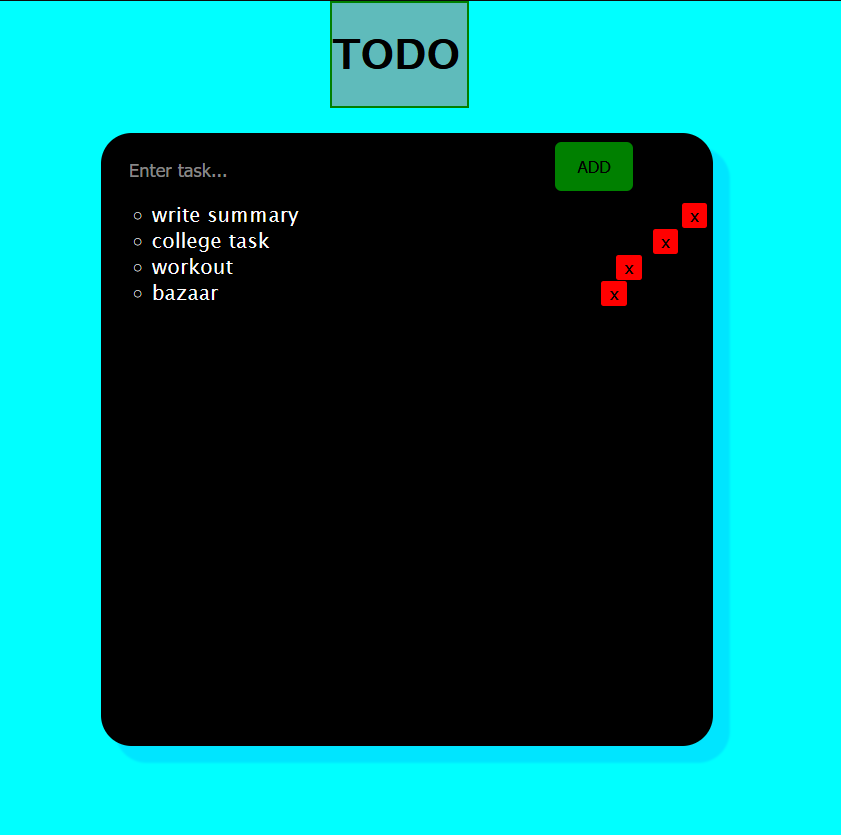 TODO
Enter task... ADD
write summary x
college task x
workout x
bazaar x